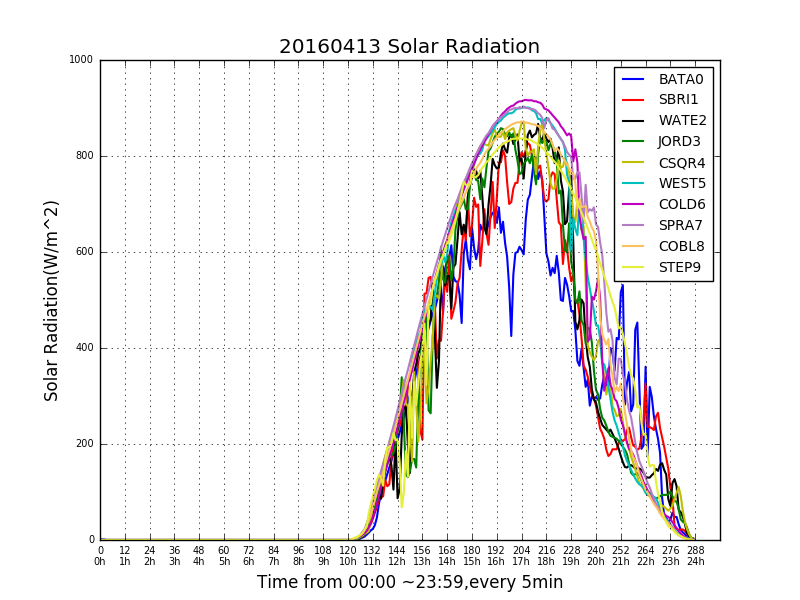 20160413 Solar Radiation
1000
800
600
400
200
0
Solar Radiation(W/m^2)
BATA0
SBRI1
WATE2
JORD3
CSQR4
WEST5
COLD6
SPRA7
COBL8
STEP9
0 12 24 36 48 60 72 84 96 108 120 132 144 156 168 180 192 204 216 228 240 252 264 276 288
0h 1h 2h 3h 4h 5h 6h 7h 8h 9h 10h 11h 12h 13h 14h 15h 16h 17h 18h 19h 20h 21h 22h 23h 24h
Time from 00:00 ~23:59,every 5min